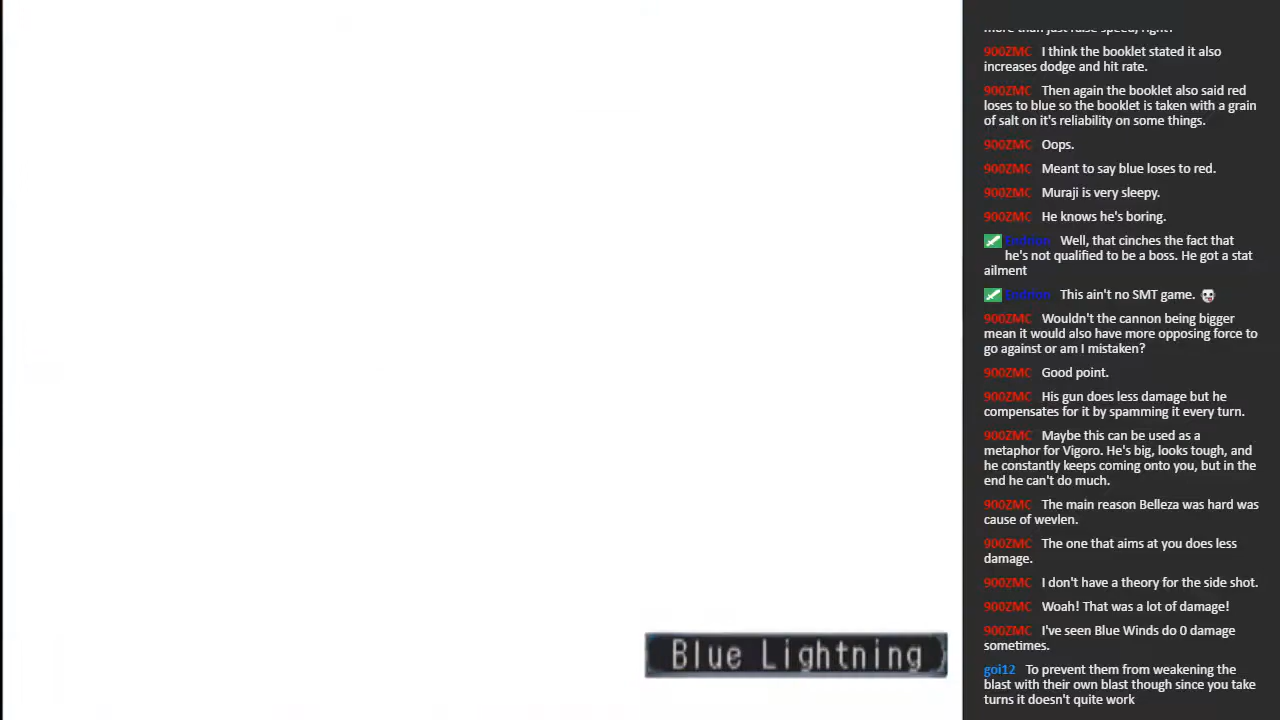 Blue Lightning
more than just raise speed, right?
900ZMC I think the booklet stated it also
increases dodge and hit rate.
900ZMC Then again the booklet also said red
loses to blue so the booklet is taken with a grain
of salt on it's reliability on some things.
900ZMC Oops.
900ZMC Meant to say blue loses to red.
900ZMC Muraji is very sleepy.
900ZMC He knows he's boring.
Well, that cinches the fact that
he's not qualified to be a boss. He got a stat
ailment
This ain't no SMT game.
900ZMC Wouldn't the cannon being bigger
mean it would also have more opposing force to
go against or am I mistaken?
900ZMC Good point.
900ZMC His gun does less damage but he
compensates for it by spamming it every turn.
900ZMC Maybe this can be used as a
metaphor for Vigoro. He's big, looks tough, and
he constantly keeps coming onto you, but in the
end he can't do much.
900ZMC The main reason Belleza was hard was
cause of wevlen.
900ZMC The one that aims at you does less
damage.
900ZMC I don't have a theory for the side shot.
900ZMC Woah! That was a lot of damage!
900ZMC I've seen Blue Winds do 0 damage
sometimes.
goi12 To prevent them from weakening the
blast with their own blast though since you take
turns it doesn't quite work